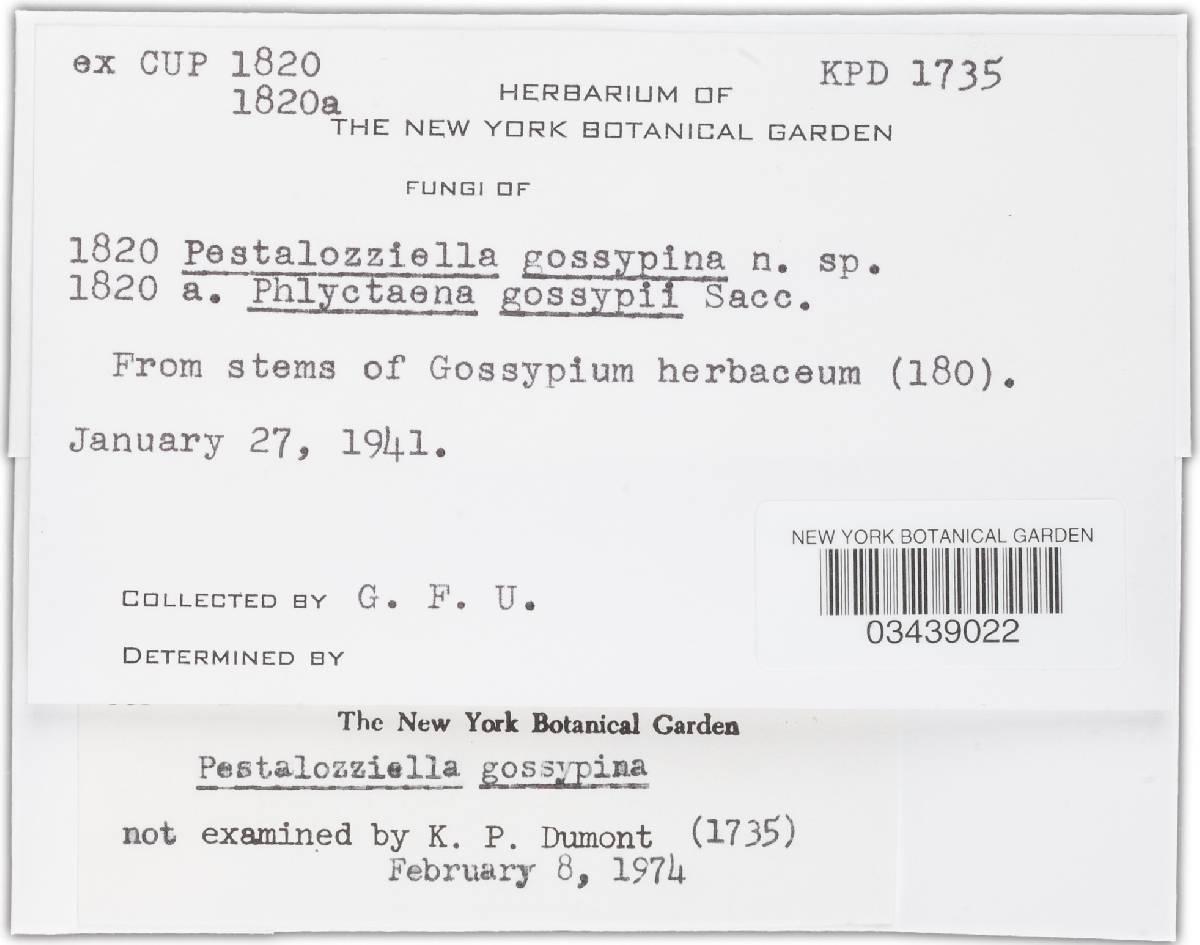 ex CUP 1820
1820a
KPD 1735
HERBARIUM OF
THE NEW YORK BOTANICAL GARDEN
FUNGI OF
1820 Pestalozziella gossypina n. sp.
1820 a. Phlyctaena gossypii Sacc.
From stems of Gossypium herbaceum (180).
January 27, 1941.
NEW YORK BOTANICAL GARDEN
03439022
COLLECTED BY G. F. U.
DETERMINED BY
The New York Botanical Garden
Pestalozziella gossypina
not examined by K. P. Dumont (1735)
February 8, 1974